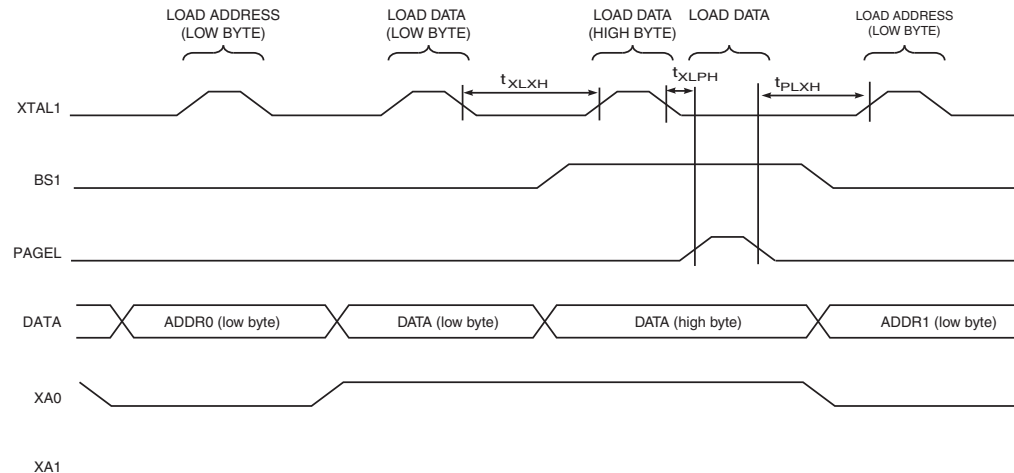 LOAD ADDRESS
(LOW BYTE)
LOAD DATA
(LOW BYTE)
LOAD DATA
(HIGH BYTE)
LOAD DATA
LOAD ADDRESS
(LOW BYTE)
tXLXH
tXLPH
tPLXH
XTAL1
BS1
PAGEL
DATA
ADDR0 (low byte)
DATA (low byte)
DATA (high byte)
ADDR1 (low byte)
XA0
XA1